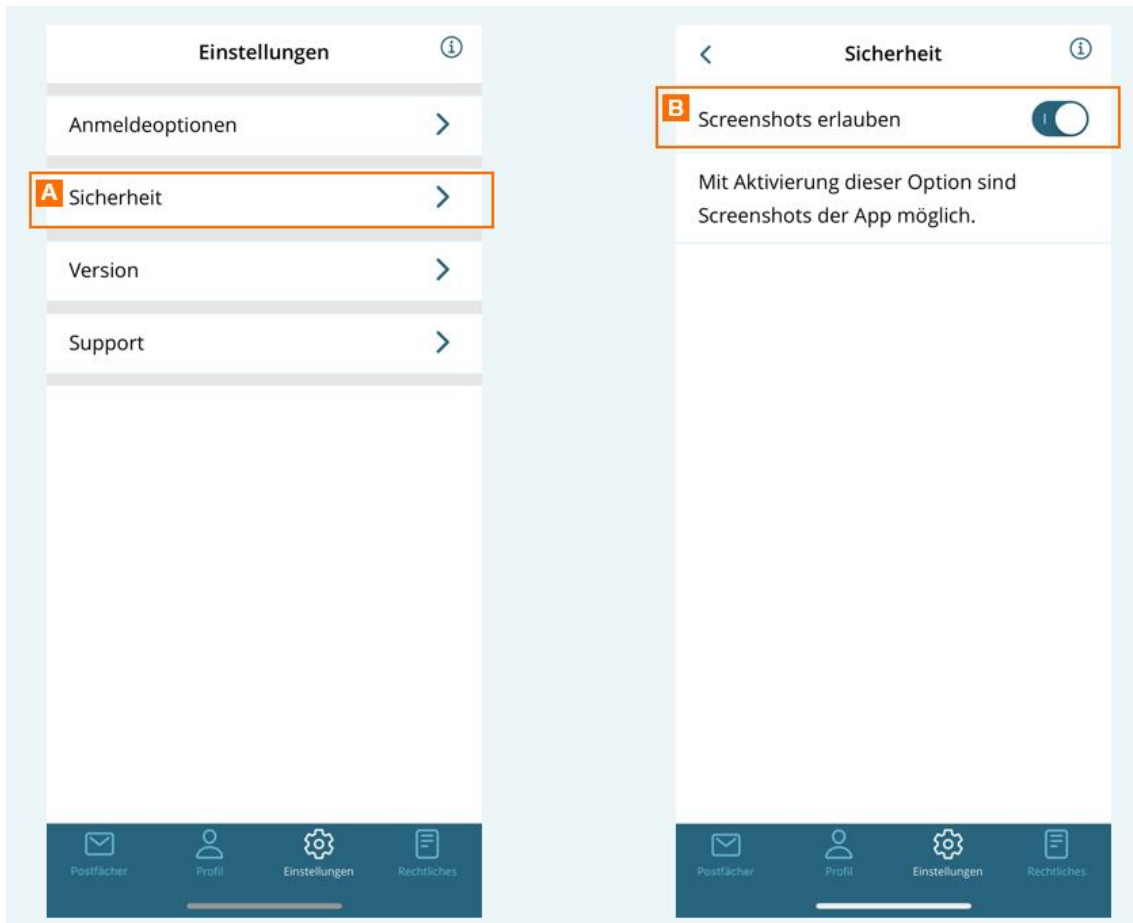 Einstellungen
Anmeldeoptionen
A
Sicherheit
Version
Support
Postfächer
Profil
Einstellungen
Rechtliches
Sicherheit
B
Screenshots erlauben
Mit Aktivierung dieser Option sind
Screenshots der App möglich.
Postfächer
Profil
Einstellungen
Rechtliches